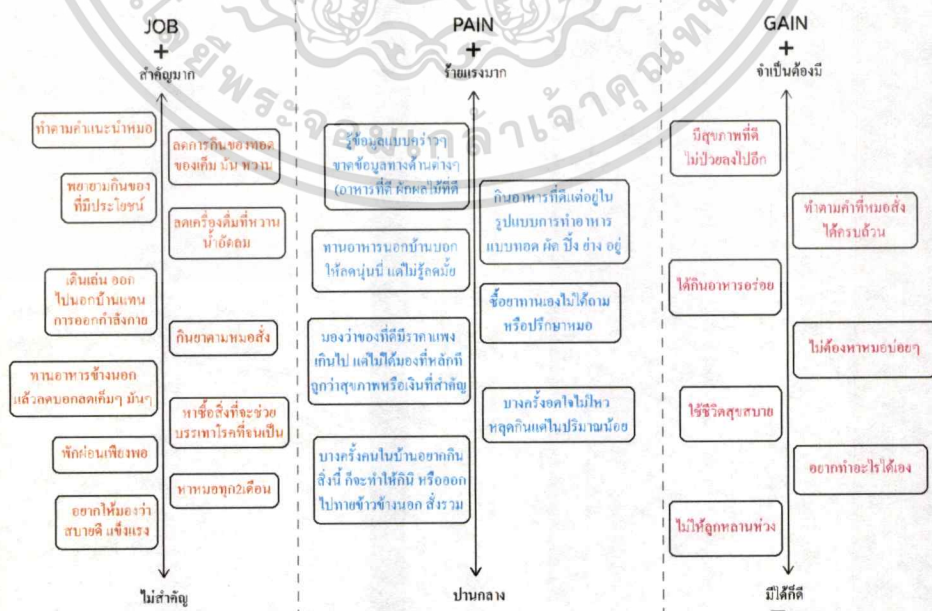 JOB
+
สำคัญมาก
ทำตามคำแนะนำหมอ
ลดการกินของทอด
ของเค็ม มัน หวาน
พยายามกินของ
ที่มีประโยชน์
ลดเครื่องดื่มที่หวาน
น้ำอัดลม
เดินเล่น ออก
ไปนอกบ้านแทน
การออกกำลังกาย
กินยาตามหมอสั่ง
ทานอาหารข้างนอก
แล้วลดบอกลดเค็มๆ มันๆ
หาซื้อสิ่งที่จะช่วย
บรรเทาโรคที่ตนเป็น
พักผ่อนเพียงพอ
หาหมอทุก2เดือน
อยากให้มองว่า
สบายดี แข็งแรง
ไม่สำคัญ
PAIN
+
ร้ายแรงมาก
รู้ข้อมูลแบบคร่าวๆ
ขาดข้อมูลทางด้านต่างๆ
(อาหารที่ดี ผักผลไม้ที่ดี
กินอาหารที่ดีแต่อยู่ใน
รูปแบบการทำอาหาร
แบบทอด ผัด ปิ้ง ย่าง อยู่
ทานอาหารนอกบ้านบอก
ให้ลดนู่นนี่ แต่ไม่รู้ลดมั้ย
ซื้อยาทานเองไม่ได้ถาม
หรือปรึกษาหมอ
มองว่าของที่ดีมีราคาแพง
เกินไป แต่ไม่ได้มองที่หลักที่
ถูกว่าสุขภาพหรือเงินที่สำคัญ
บางครั้งอดใจไม่ไหว
หลุดกินแต่ในปริมาณน้อย
บางครั้งคนในบ้านอยากกิน
สิ่งนี้ ก็จะทำให้กินี หรือออก
ไปทายข้าวข้างนอก สั่งรวม
ปานกลาง
GAIN
+
จำเป็นต้องมี
มีสุขภาพที่ดี
ไม่ป่วยลงไปอีก
ทำตามคำที่หมอสั่ง
ได้ครบถ้วน
ได้กินอาหารอร่อย
ไม่ต้องหาหมอบ่อยๆ
ใช้ชีวิตสุขสบาย
อยากทำอะไรได้เอง
ไม่ให้ลูกหลานห่วง
มีได้ก็ดี